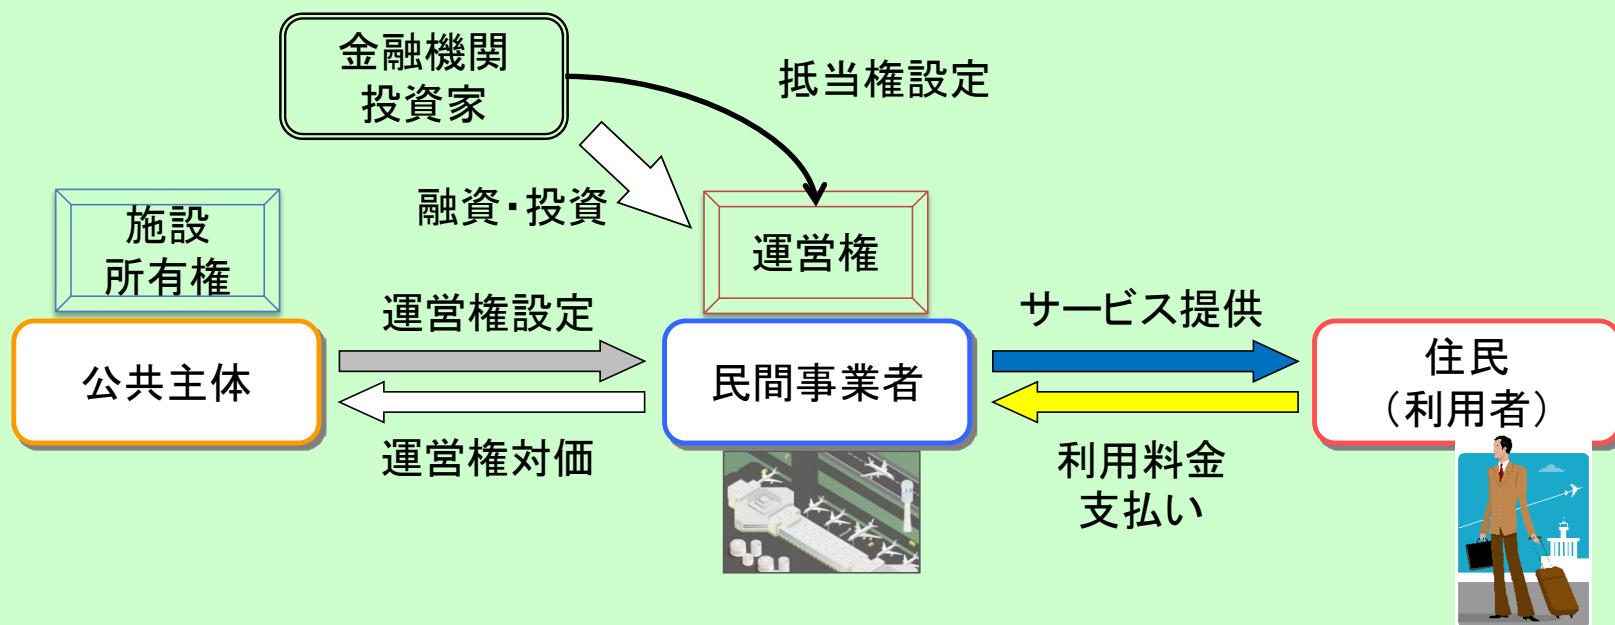 金融機関
投資家
抵当権設定
融資・投資
施設
所有権
運営権
運営権設定
サービス提供
公共主体
民間事業者
住民
（利用者）
運営権対価
利用料金
支払い